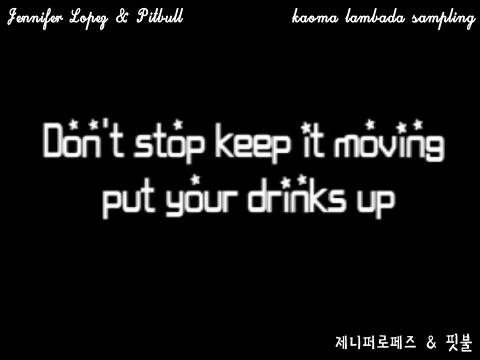 Jennifer Lopez & Pitbull
kaoma lambada sampling
Don't stop keep it moving
put your drinks up
제니퍼로페즈 & 핏불